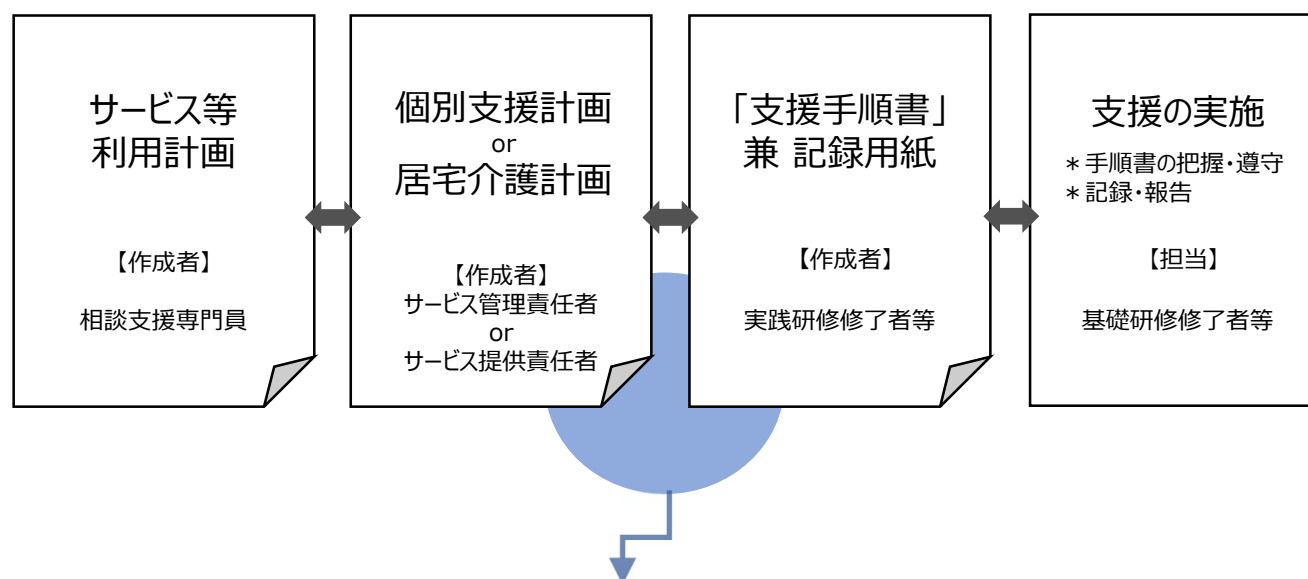 サービス等
利用計画
【作成者】
相談支援専門員
個別支援計画
or
居宅介護計画
【作成者】
サービス管理責任者
or
サービス提供責任者
「支援手順書」
兼 記録用紙
【作成者】
実践研修修了者等
支援の実施
＊手順書の把握・遵守
＊記録・報告
【担当】
基礎研修修了者等